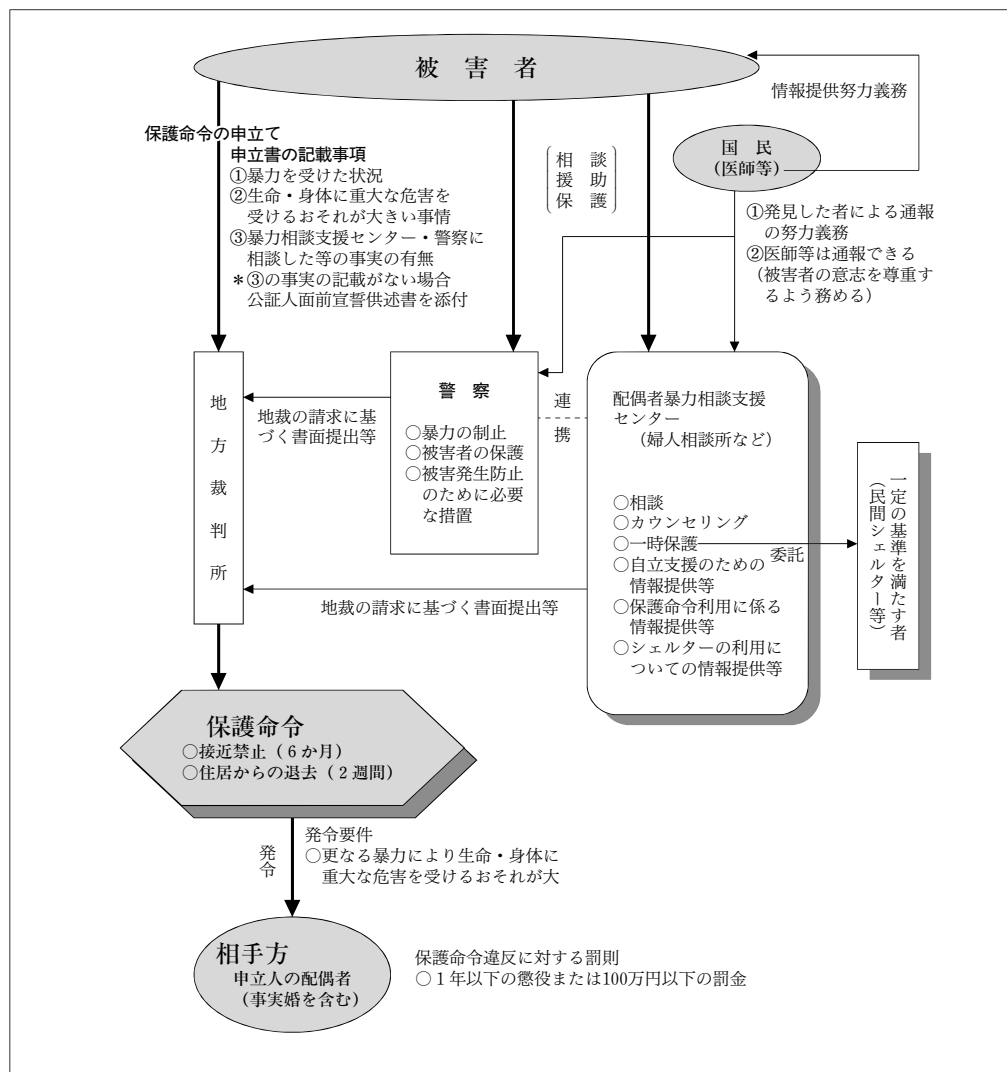 被害者
情報提供努力義務
保護命令の申立て
申立書の記載事項
①暴力を受けた状況
②生命・身体に重大な危害を
受けるおそれが大きい事情
③暴力相談支援センター・警察に
相談した等の事実の有無
＊③の事実の記載がない場合
公証人面前宣誓供述書を添付
相談
援助
保護
国民
(医師等)
①発見した者による通報
の努力義務
②医師等は通報できる
(被害者の意志を尊重す
るよう務める)
地方裁判所
地裁の請求に基
づく書面提出等
警察
○暴力の制止
○被害者の保護
○被害発生防止
のために必要
な措置
連携
配偶者暴力相談支援
センター
(婦人相談所など)
○相談
○カウンセリング
○一時保護
○自立支援のための
情報提供等
○保護命令利用に係る
情報提供等
○シェルターの利用に
ついての情報提供等
委託
一定の基準を満たす者
(民間シェルター等)
地裁の請求に基づく書面提出等
保護命令
○接近禁止（6か月）
○住居からの退去（2週間）
発令
発令要件
○更なる暴力により生命・身体に
重大な危害を受けるおそれが大
相手方
申立人の配偶者
(事実婚を含む)
保護命令違反に対する罰則
○1年以下の懲役または100万円以下の罰金